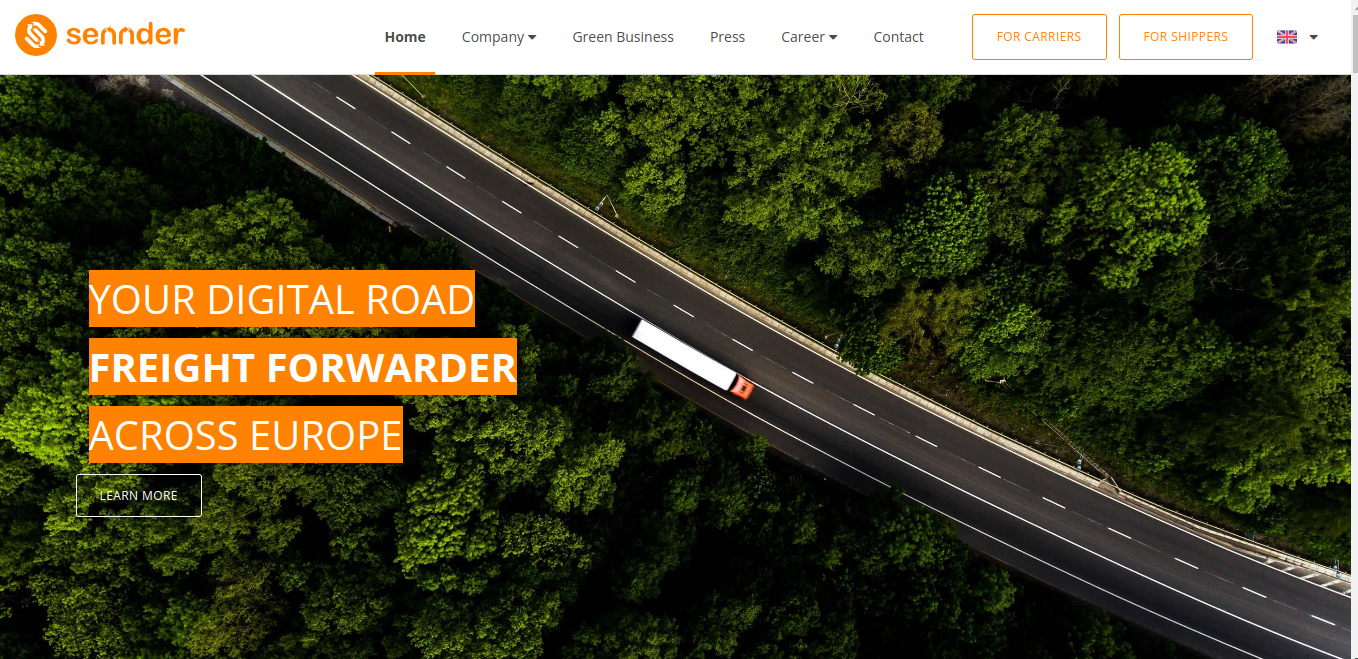 sennder
Home Company Green Business Press Career Contact FOR CARRIERS FOR SHIPPERS
YOUR DIGITAL ROAD
FREIGHT FORWARDER
ACROSS EUROPE
LEARN MORE